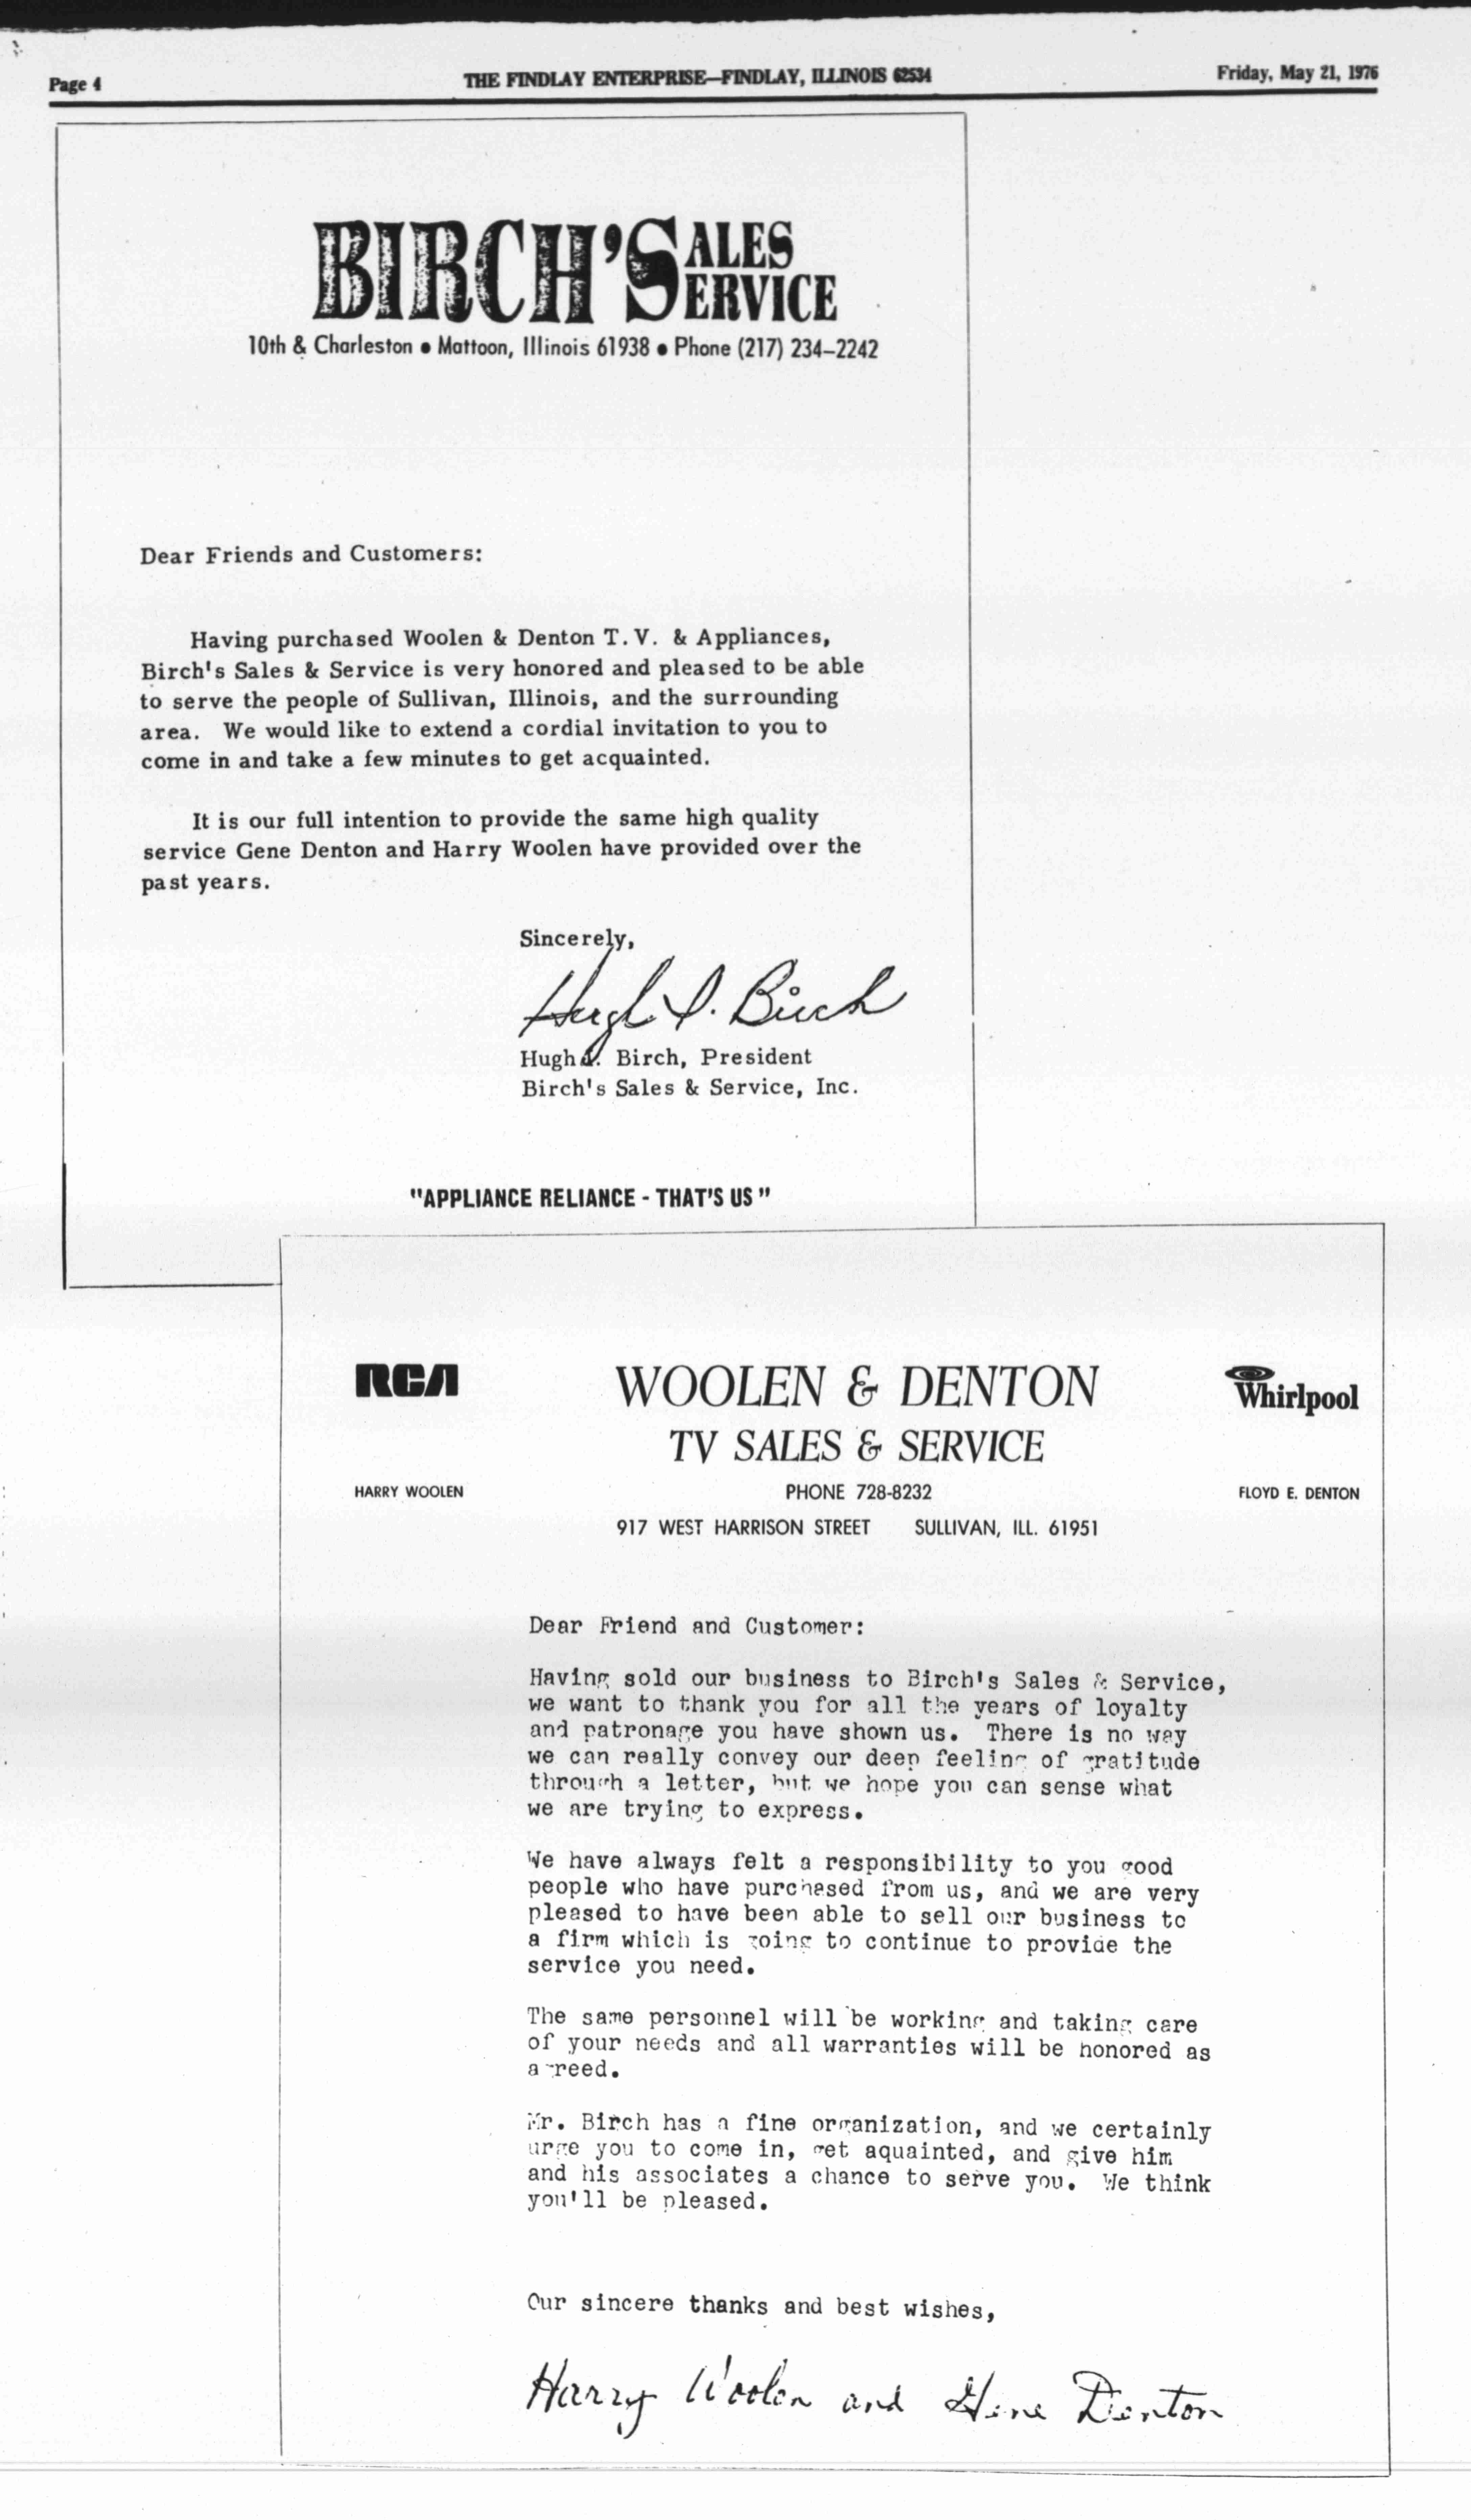 Page 4
THE FINDLAY ENTERPRISE—FINDLAY, ILLINOIS 62534
Friday, May 21, 1976
BIRCH'S ALES
ERVICE
10th & Charleston • Mattoon, Illinois 61938 • Phone (217) 234-2242
Dear Friends and Customers:
Having purchased Woolen & Denton T.V. & Appliances,
Birch's Sales & Service is very honored and pleased to be able
to serve the people of Sullivan, Illinois, and the surrounding
area. We would like to extend a cordial invitation to you to
come in and take a few minutes to get acquainted.
It is our full intention to provide the same high quality
service Gene Denton and Harry Woolen have provided over the
past years.
Sincerely,
Hugh I. Birch
Hugh Birch, President
Birch's Sales & Service, Inc.
"APPLIANCE RELIANCE - THAT'S US"
RCA
WOOLEN & DENTON
Whirlpool
TV SALES & SERVICE
HARRY WOOLEN
PHONE 728-8232
FLOYD E. DENTON
917 WEST HARRISON STREET SULLIVAN, ILL. 61951
Dear Friend and Customer:
Having sold our business to Birch's Sales & Service,
we want to thank you for all the years of loyalty
and patronage you have shown us. There is no way
we can really convey our deep feeling of gratitude
through a letter, but we hope you can sense what
we are trying to express.
We have always felt a responsibility to you good
people who have purchased from us, and we are very
pleased to have been able to sell our business to
a firm which is going to continue to provide the
service you need.
The same personnel will be working and taking care
of your needs and all warranties will be honored as
agreed.
Mr. Birch has a fine organization, and we certainly
urge you to come in, get aquainted, and give him
and his associates a chance to serve you. We think
you'll be pleased.
Our sincere thanks and best wishes,
Harry Woolen and Gene Denton